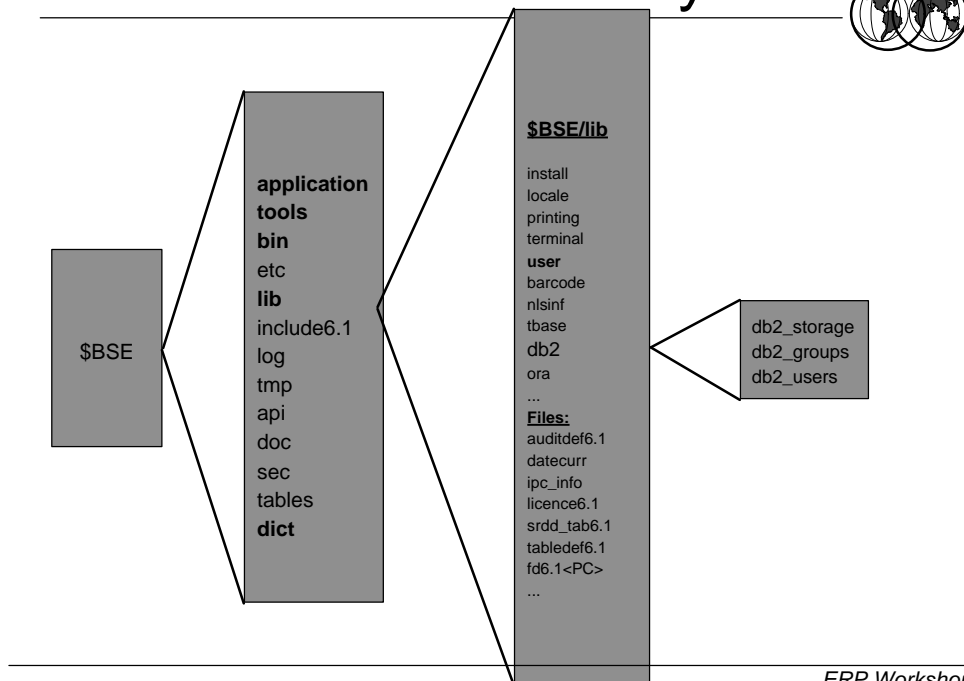 $BSE
application
tools
bin
etc
lib
include6.1
log
tmp
api
doc
sec
tables
dict
$BSE/lib
install
locale
printing
terminal
user
barcode
nlsinf
tbase
db2
ora
...
Files:
auditdef6.1
datecurr
ipc_info
licence6.1
srdd_tab6.1
tabledef6.1
fd6.1<PC>
...
db2_storage
db2_groups
db2_users
ERP